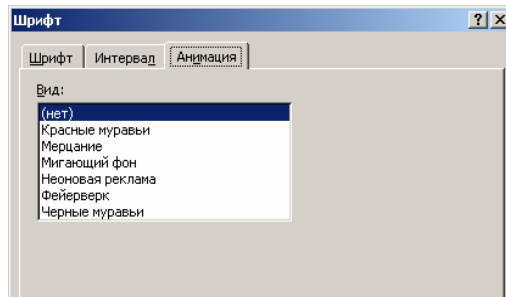 Шрифт
Шрифт Интервал Анимация
Вид:
(нет)
Красные муравьи
Мерцание
Мигающий фон
Неоновая реклама
Фейерверк
Черные муравьи